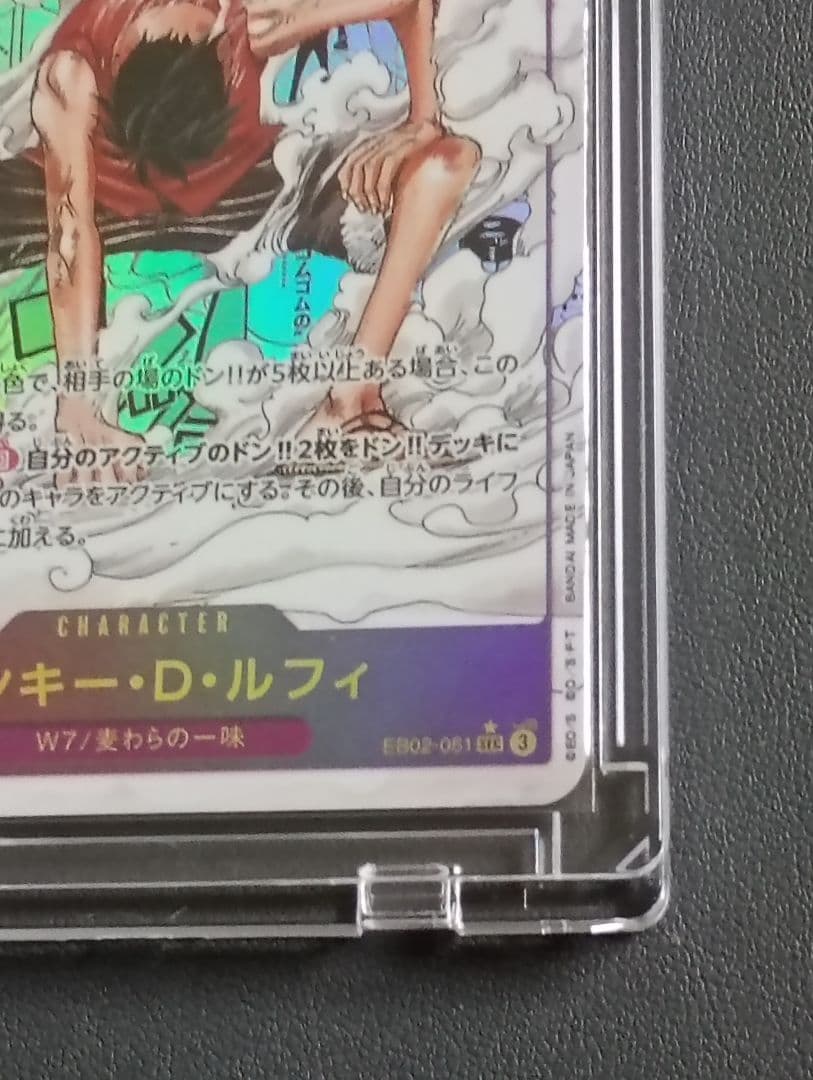 色で、相手の場のドン!!が5枚以上ある場合、この
る。
自分のアクティブのドン!!2枚をドン!!デッキに
のキャラをアクティブにする。その後、自分のライフ
に加える。
CHARACTER
ンキー・D・ルフィ
W7/麦わらの一味
EB02-061
3
BANDAI MADE IN JAPAN